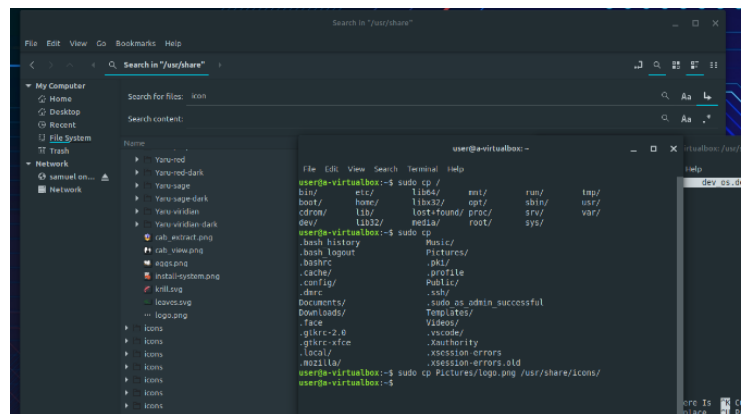 Search in "/usr/share"
File Edit View Go Bookmarks Help
Search in "/usr/share"
My Computer
Home
Desktop
Recent
File System
Trash
Network
samuel on...
Network
Search for files: icon
Aa
Search content:
Aa .*
Name
Yaru-red
Yaru-red-dark
Yaru-sage
Yaru-sage-dark
Yaru-viridian
Yaru-viridian-dark
cab_extract.png
cab_view.png
eggs.png
install-system.png
krill.svg
leaves.svg
logo.png
icons
icons
icons
icons
icons
icons
icons
user@a-virtualbox: ~
File Edit View Search Terminal Help
user@a-virtualbox:~$ sudo cp /
bin/ etc/ lib64/ mnt/ run/ tmp/
boot/ home/ libx32/ opt/ sbin/ usr/
cdrom/ lib/ lost+found/ proc/ srv/ var/
dev/ lib32/ media/ root/ sys/
user@a-virtualbox:~$ sudo cp
.bash_history Music/
.bash_logout Pictures/
.bashrc .pki/
.cache/ .profile
.config/ Public/
.dmrc .ssh/
Documents/ .sudo_as_admin_successful
Downloads/ Templates/
.face Videos/
.gtkrc-2.0 .vscode/
.gtkrc-xfce .Xauthority
.local/ .xsession-errors
.mozilla/ .xsession-errors.old
user@a-virtualbox:~$ sudo cp Pictures/logo.png /usr/share/icons/
user@a-virtualbox:~$
Help